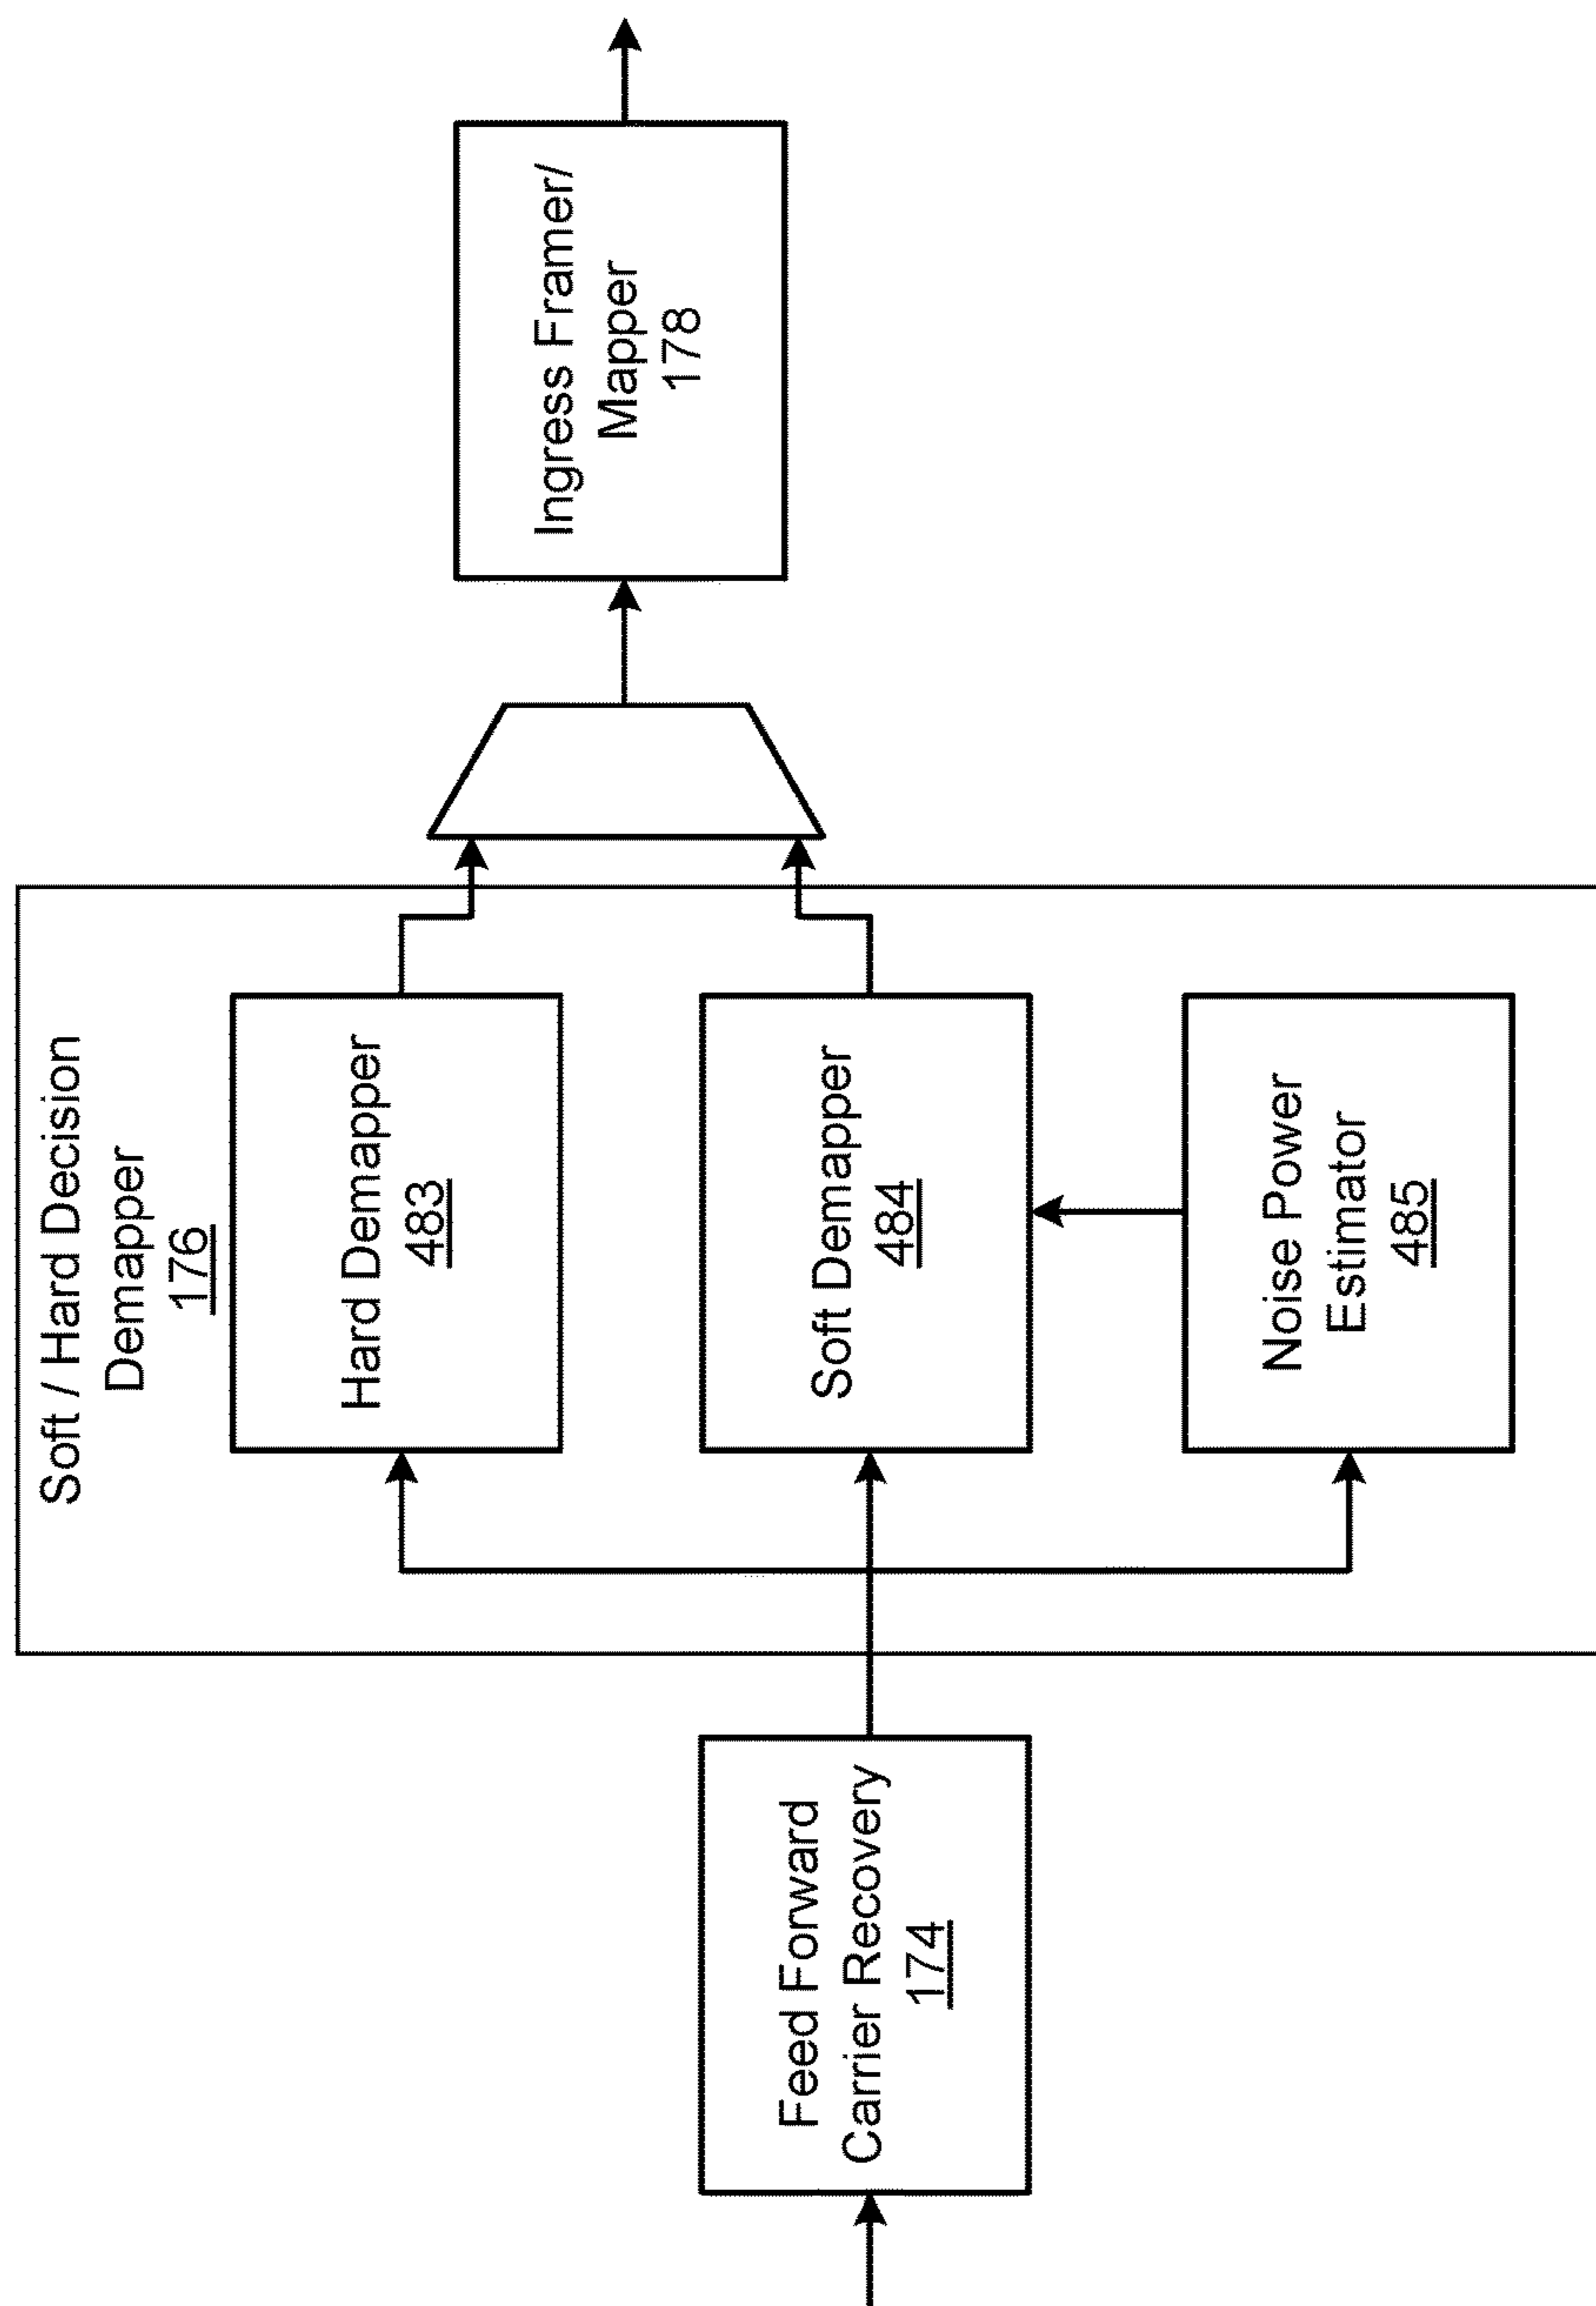 Feed Forward
Carrier Recovery
174
Soft / Hard Decision
Demapper
176
Hard Demapper
483
Soft Demapper
484
Noise Power
Estimator
485
Ingress Framer/
Mapper
178